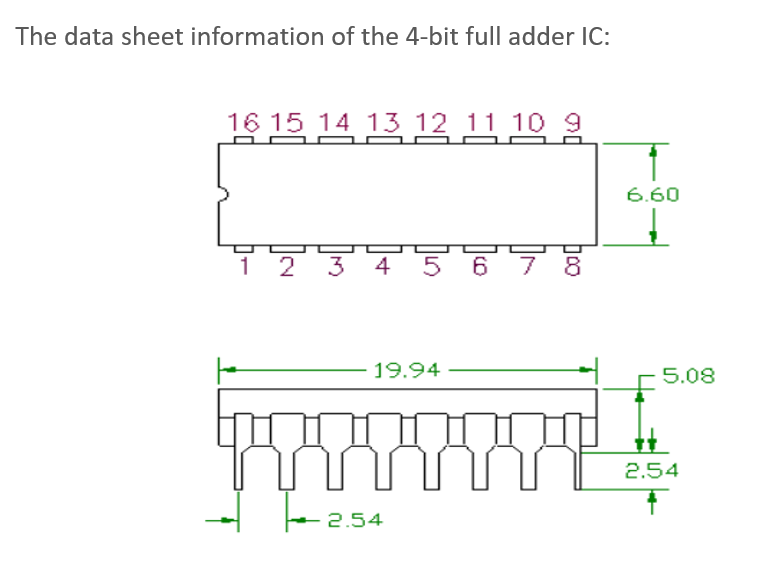 The data sheet information of the 4-bit full adder IC:
16 15 14 13 12 11 10 9
6.60
1 2 3 4 5 6 7 8
19.94
5.08
2.54
2.54